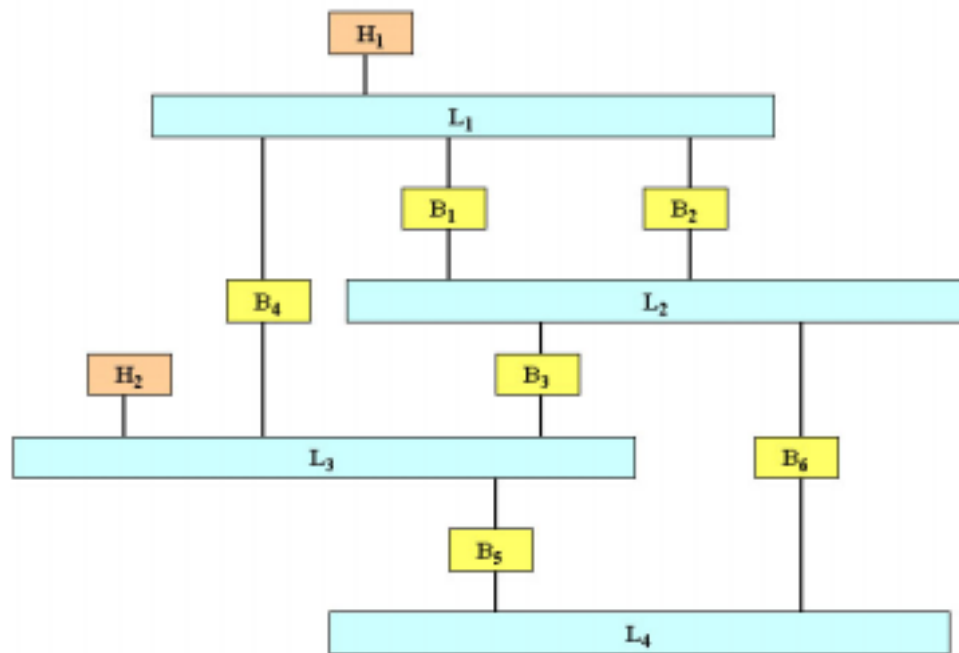 H₁
L₁
B₁ B₂
B₄ L₂
H₂ B₃
L₃ B₆
B₅
L₄